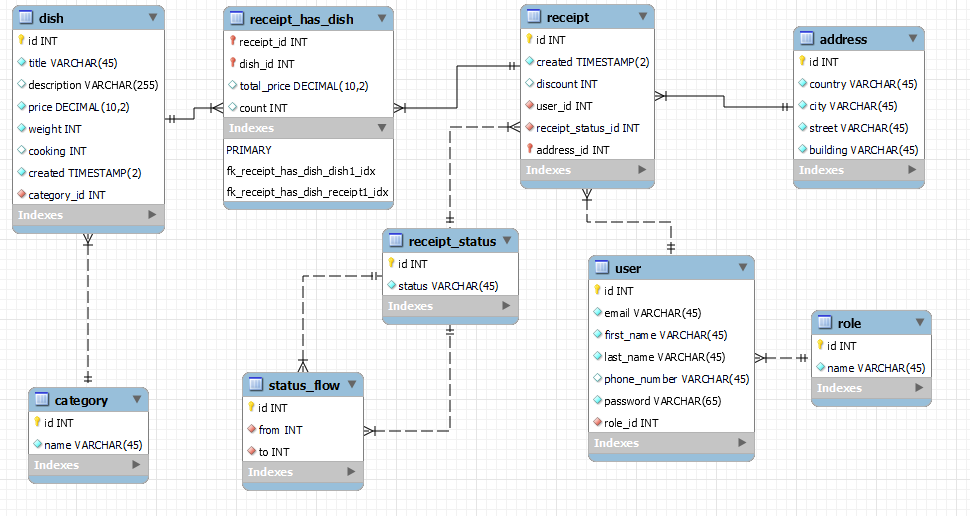 dish
id INT
title VARCHAR(45)
description VARCHAR(255)
price DECIMAL(10,2)
weight INT
cooking INT
created TIMESTAMP(2)
category_id INT
Indexes
receipt_has_dish
receipt_id INT
dish_id INT
total_price DECIMAL(10,2)
count INT
Indexes
PRIMARY
fk_receipt_has_dish_dish1_idx
fk_receipt_has_dish_receipt1_idx
receipt
id INT
created TIMESTAMP(2)
discount INT
user_id INT
receipt_status_id INT
address_id INT
Indexes
address
id INT
country VARCHAR(45)
city VARCHAR(45)
street VARCHAR(45)
building VARCHAR(45)
Indexes
receipt_status
id INT
status VARCHAR(45)
Indexes
user
id INT
email VARCHAR(45)
first_name VARCHAR(45)
last_name VARCHAR(45)
phone_number VARCHAR(45)
password VARCHAR(65)
role_id INT
Indexes
role
id INT
name VARCHAR(45)
Indexes
category
id INT
name VARCHAR(45)
Indexes
status_flow
id INT
from INT
to INT
Indexes